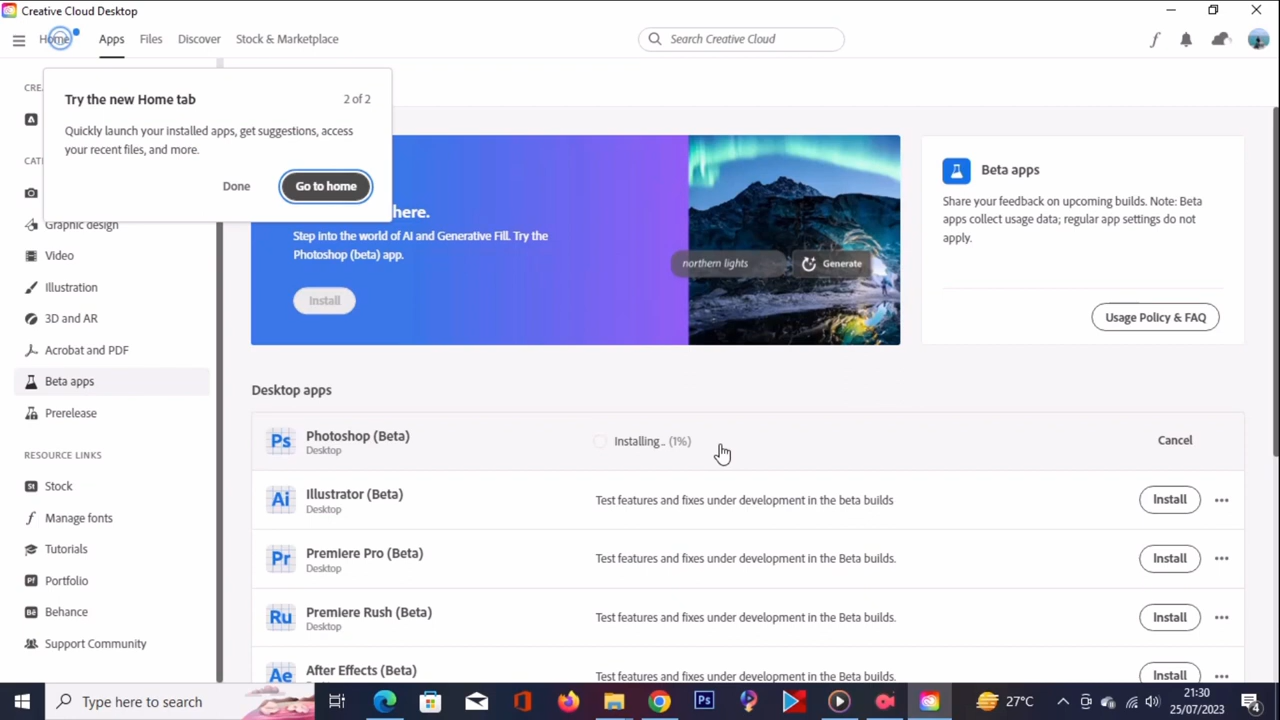 Creative Cloud Desktop
Home
Apps
Files
Discover
Stock & Marketplace
Search Creative Cloud
Try the new Home tab
2 of 2
Quickly launch your installed apps, get suggestions, access
your recent files, and more.
Done
Go to home
CRE
CATE
Graphic design
Video
Illustration
3D and AR
Acrobat and PDF
Beta apps
Prerelease
RESOURCE LINKS
Stock
Manage fonts
Tutorials
Portfolio
Behance
Support Community
here.
Step into the world of AI and Generative Fill. Try the
Photoshop (beta) app.
Install
northern lights
Generate
Beta apps
Share your feedback on upcoming builds. Note: Beta
apps collect usage data; regular app settings do not
apply.
Usage Policy & FAQ
Desktop apps
Ps
Photoshop (Beta)
Desktop
Installing.. (1%)
Cancel
Ai
Illustrator (Beta)
Desktop
Test features and fixes under development in the beta builds
Install
Pr
Premiere Pro (Beta)
Desktop
Test features and fixes under development in the Beta builds.
Install
Ru
Premiere Rush (Beta)
Desktop
Test features and fixes under development in the Beta builds.
Install
Ae
After Effects (Beta)
Test features and fixes under development in the Beta builds.
Install
Type here to search
Ps
27°C
21:30
25/07/2023
4